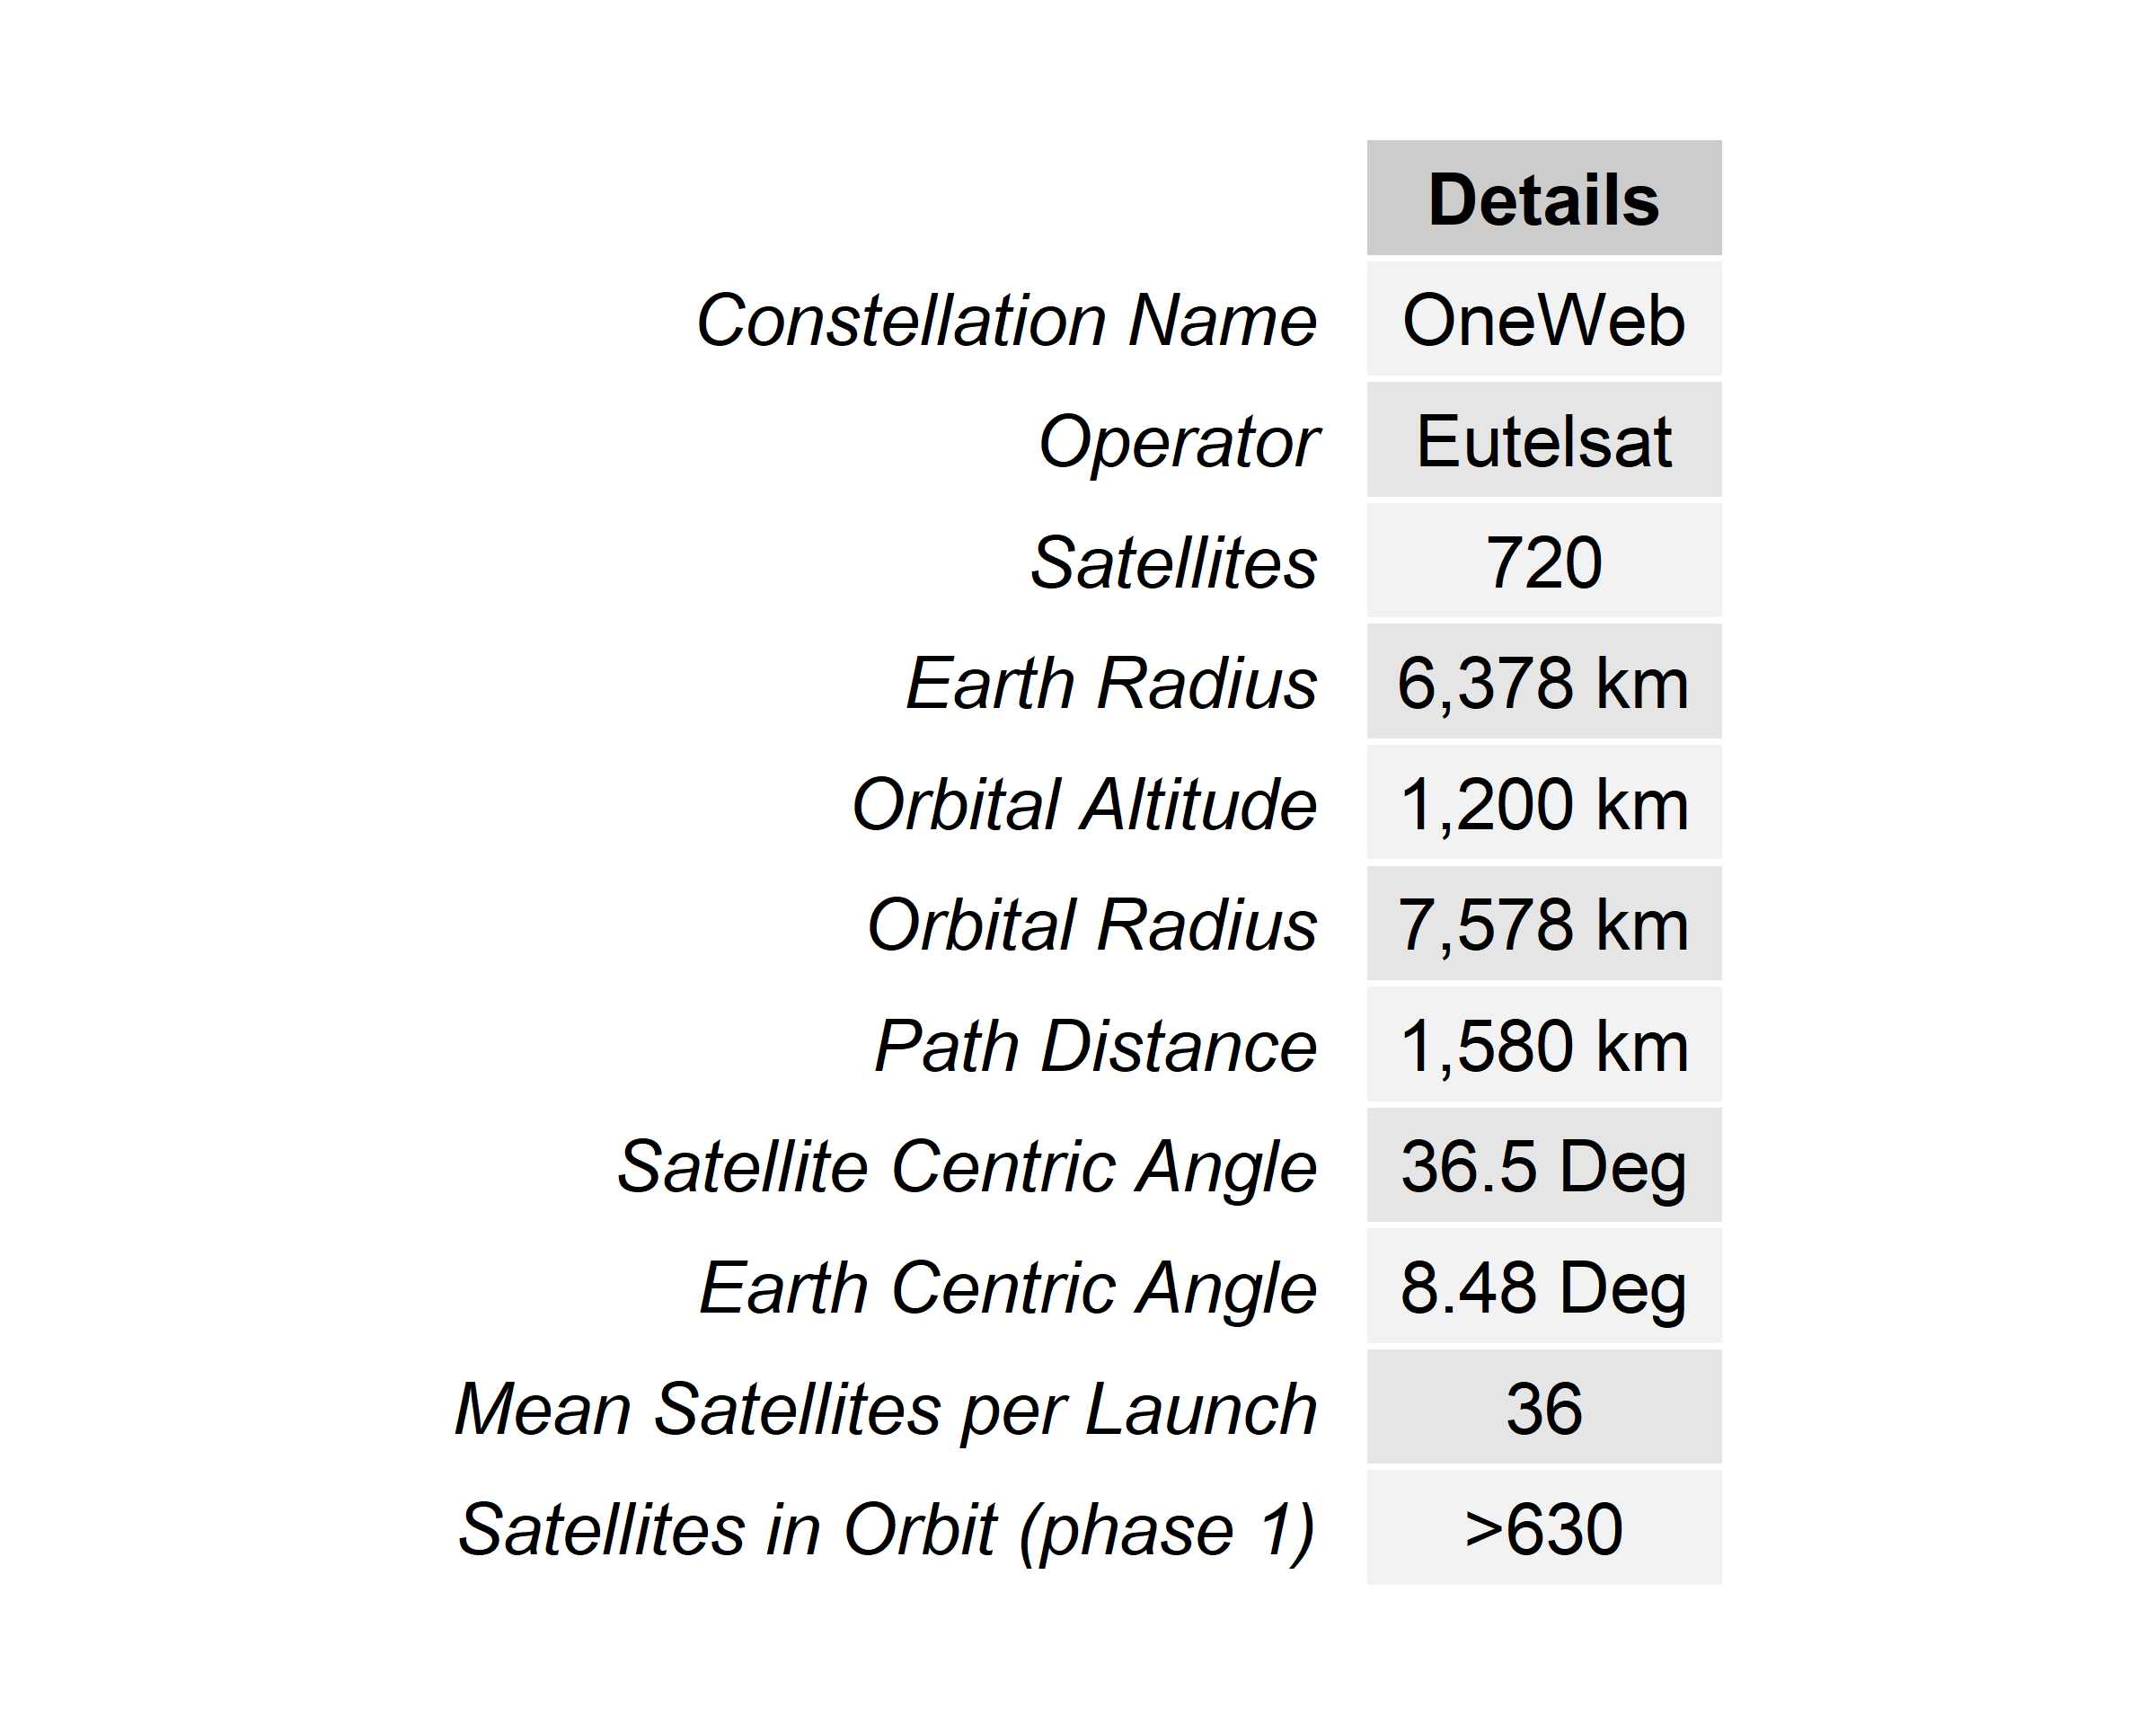 Details
Constellation Name OneWeb
Operator Eutelsat
Satellites 720
Earth Radius 6,378 km
Orbital Altitude 1,200 km
Orbital Radius 7,578 km
Path Distance 1,580 km
Satellite Centric Angle 36.5 Deg
Earth Centric Angle 8.48 Deg
Mean Satellites per Launch 36
Satellites in Orbit (phase 1) >630